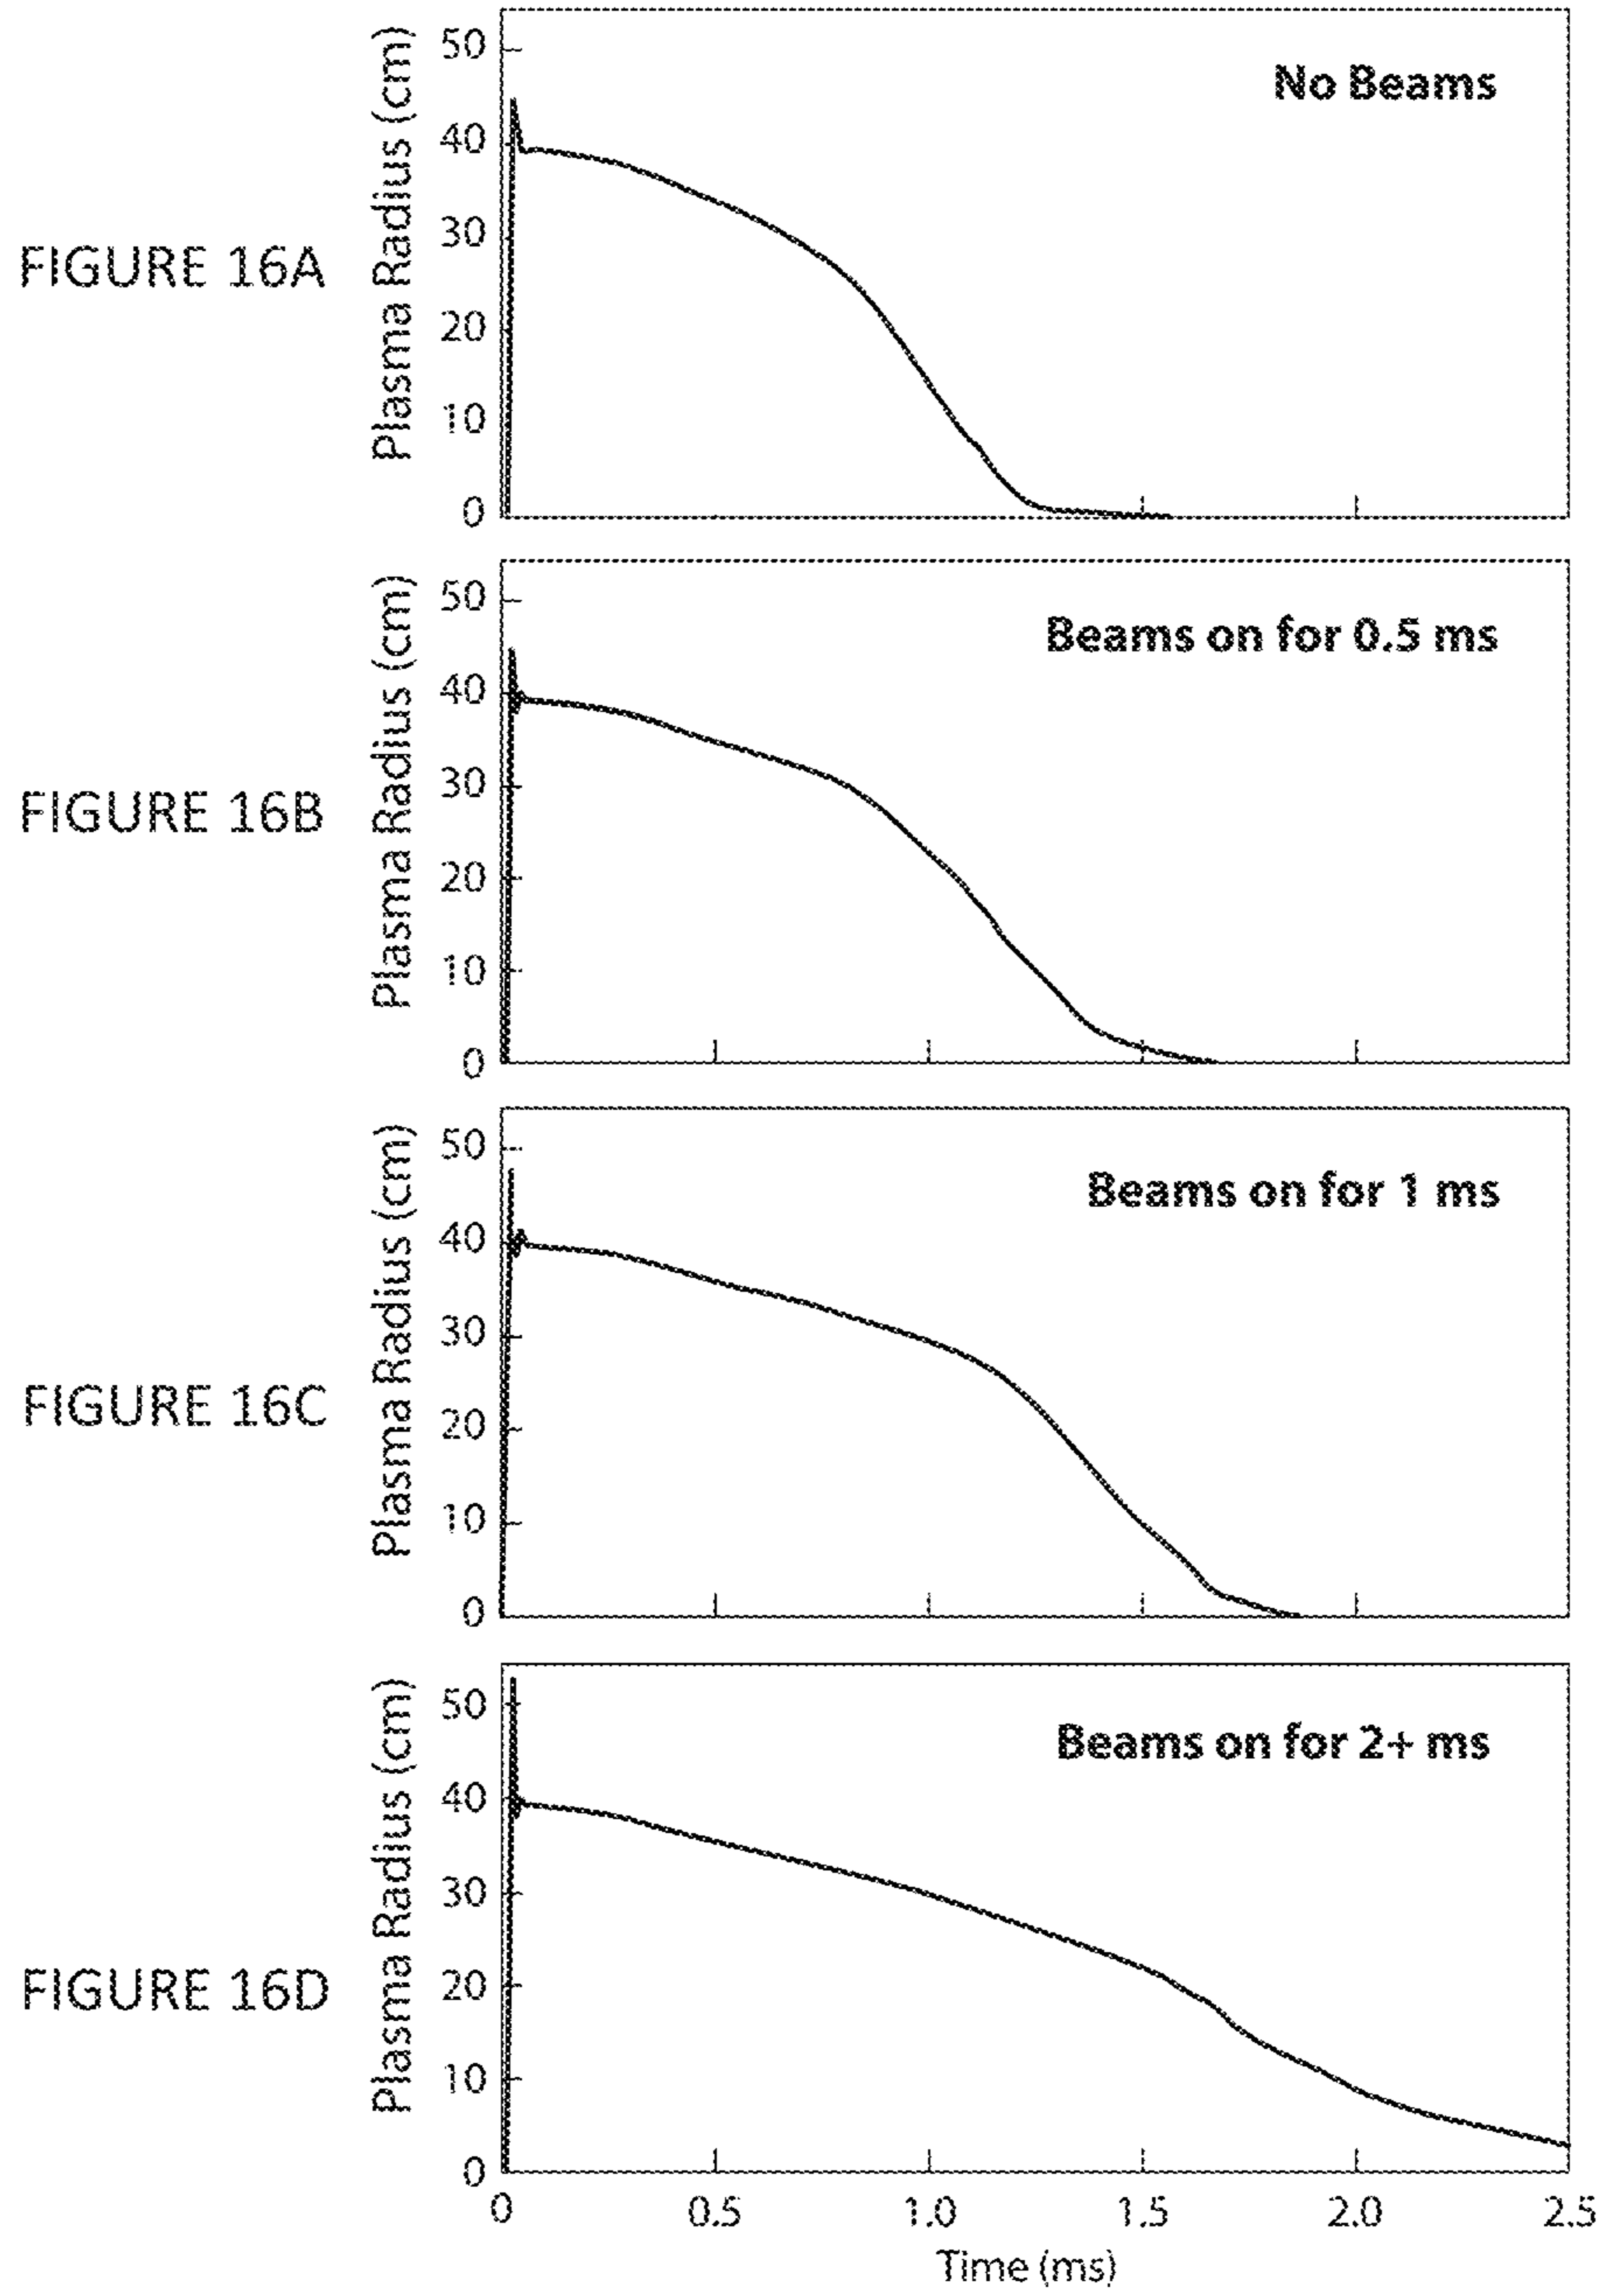 FIGURE 16A
Plasma Radius (cm)
50
40
30
20
10
0
No Beams
FIGURE 16B
Plasma Radius (cm)
50
40
30
20
10
0
Beams on for 0.5 ms
FIGURE 16C
Plasma Radius (cm)
50
40
30
20
10
0
Beams on for 1 ms
FIGURE 16D
Plasma Radius (cm)
50
40
30
20
10
0
Beams on for 2+ ms
0 0.5 1.0 1.5 2.0 2.5
Time (ms)